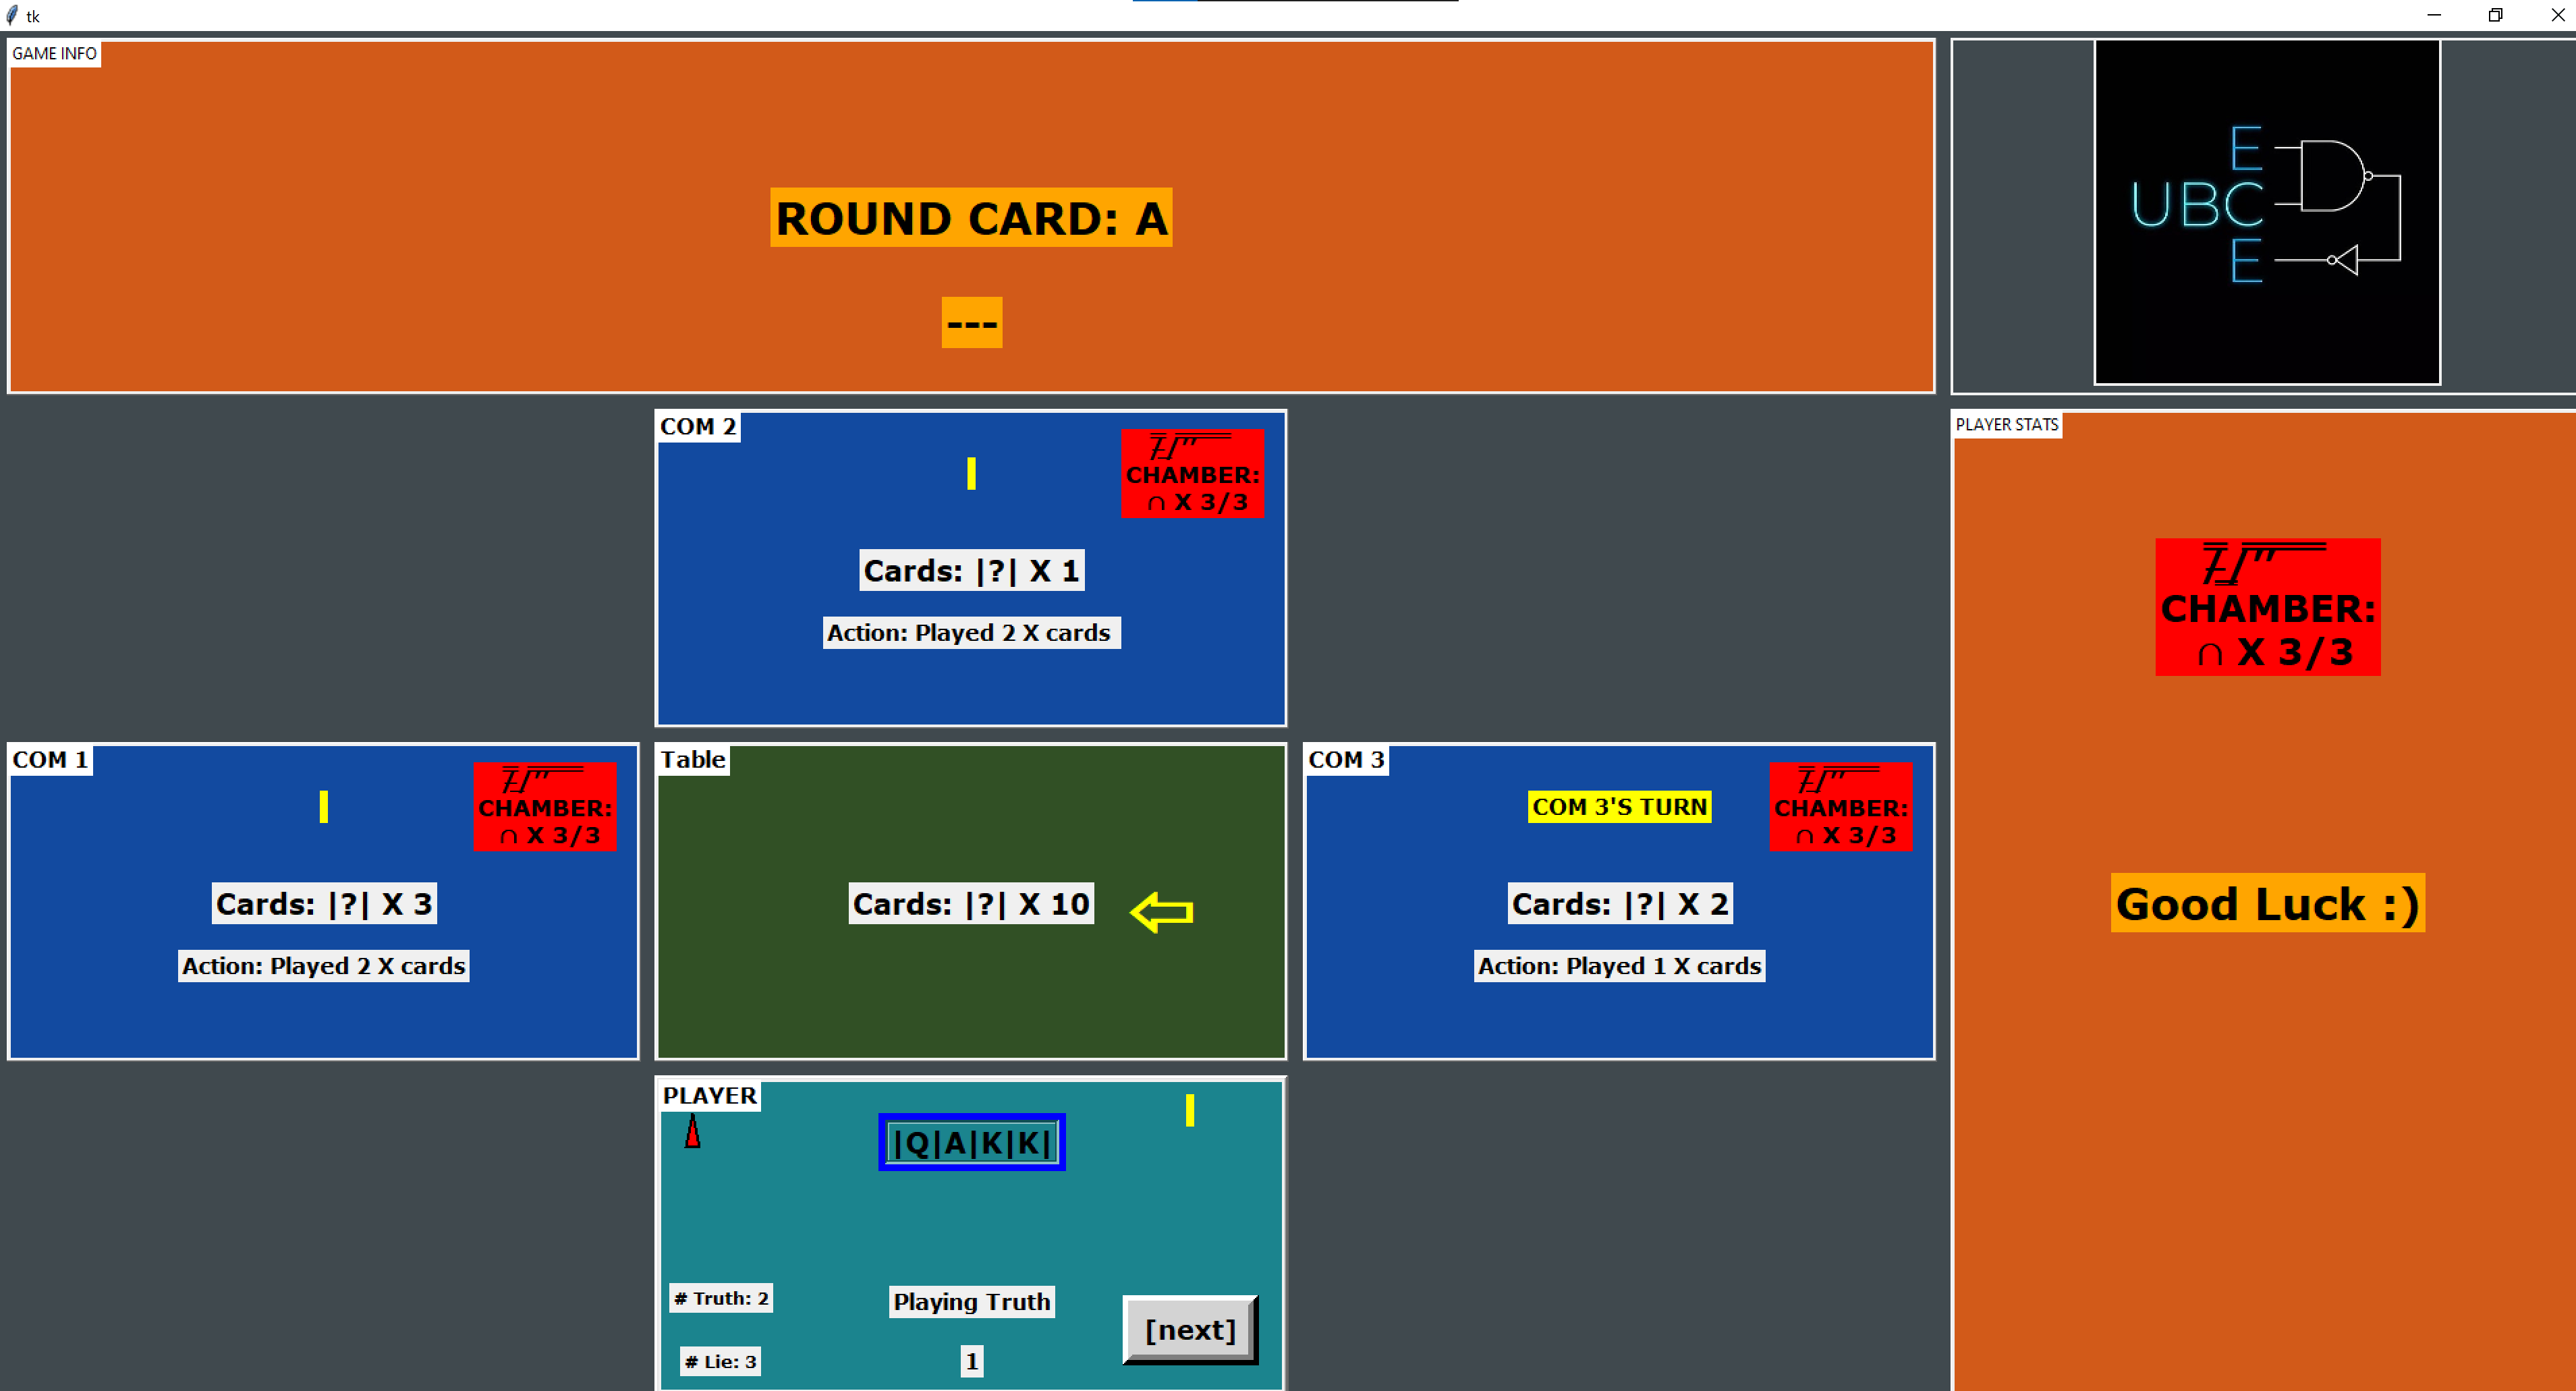 tk
GAME INFO
ROUND CARD: A
---
E
UBC
E
COM 2
CHAMBER:
∩ X 3/3
Cards: |?| X 1
Action: Played 2 X cards
PLAYER STATS
CHAMBER:
∩ X 3/3
Good Luck :)
COM 1
CHAMBER:
∩ X 3/3
Cards: |?| X 3
Action: Played 2 X cards
Table
Cards: |?| X 10
COM 3
COM 3'S TURN
CHAMBER:
∩ X 3/3
Cards: |?| X 2
Action: Played 1 X cards
PLAYER
|Q|A|K|K|
# Truth: 2
Playing Truth
[next]
# Lie: 3
1